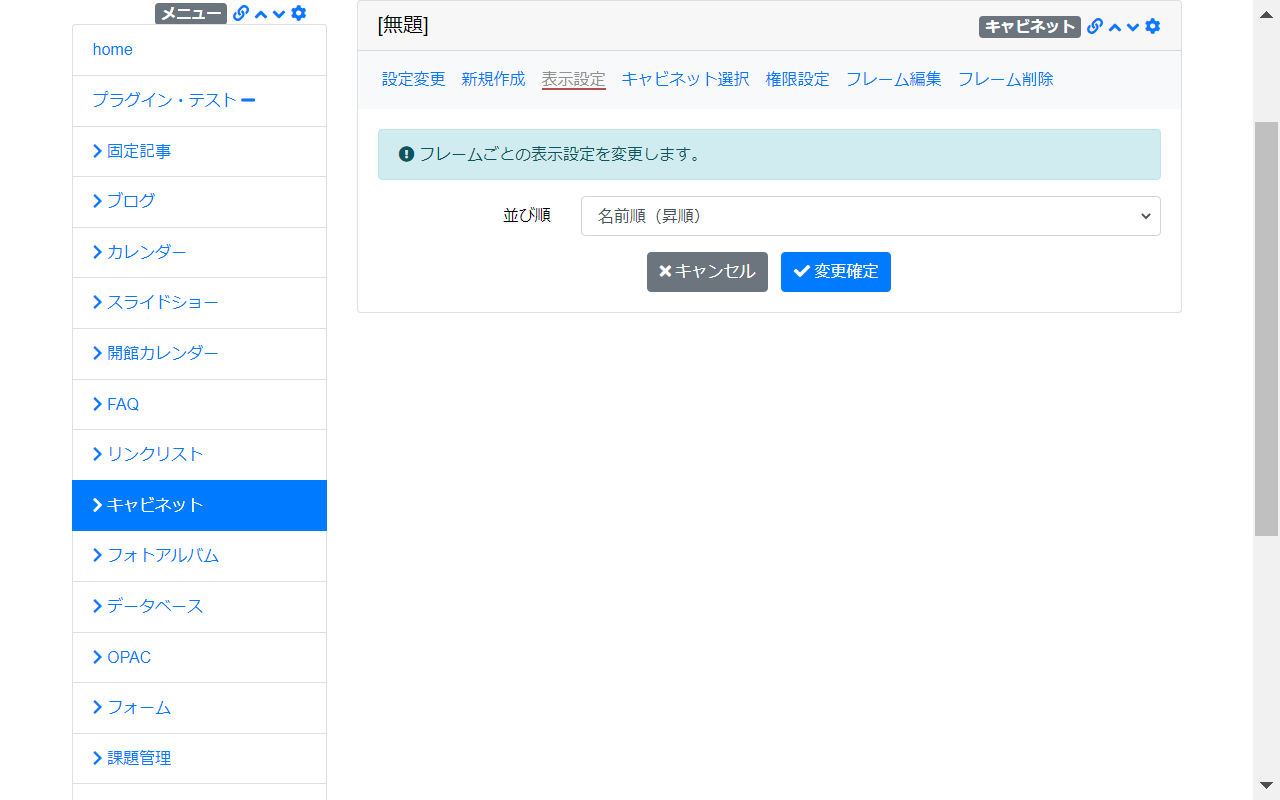 メニュー
home
プラグイン・テスト
固定記事
ブログ
カレンダー
スライドショー
開館カレンダー
FAQ
リンクリスト
キャビネット
フォトアルバム
データベース
OPAC
フォーム
課題管理
[無題]
キャビネット
設定変更 新規作成 表示設定 キャビネット選択 権限設定 フレーム編集 フレーム削除
フレームごとの表示設定を変更します。
並び順 名前順（昇順）
キャンセル 変更確定